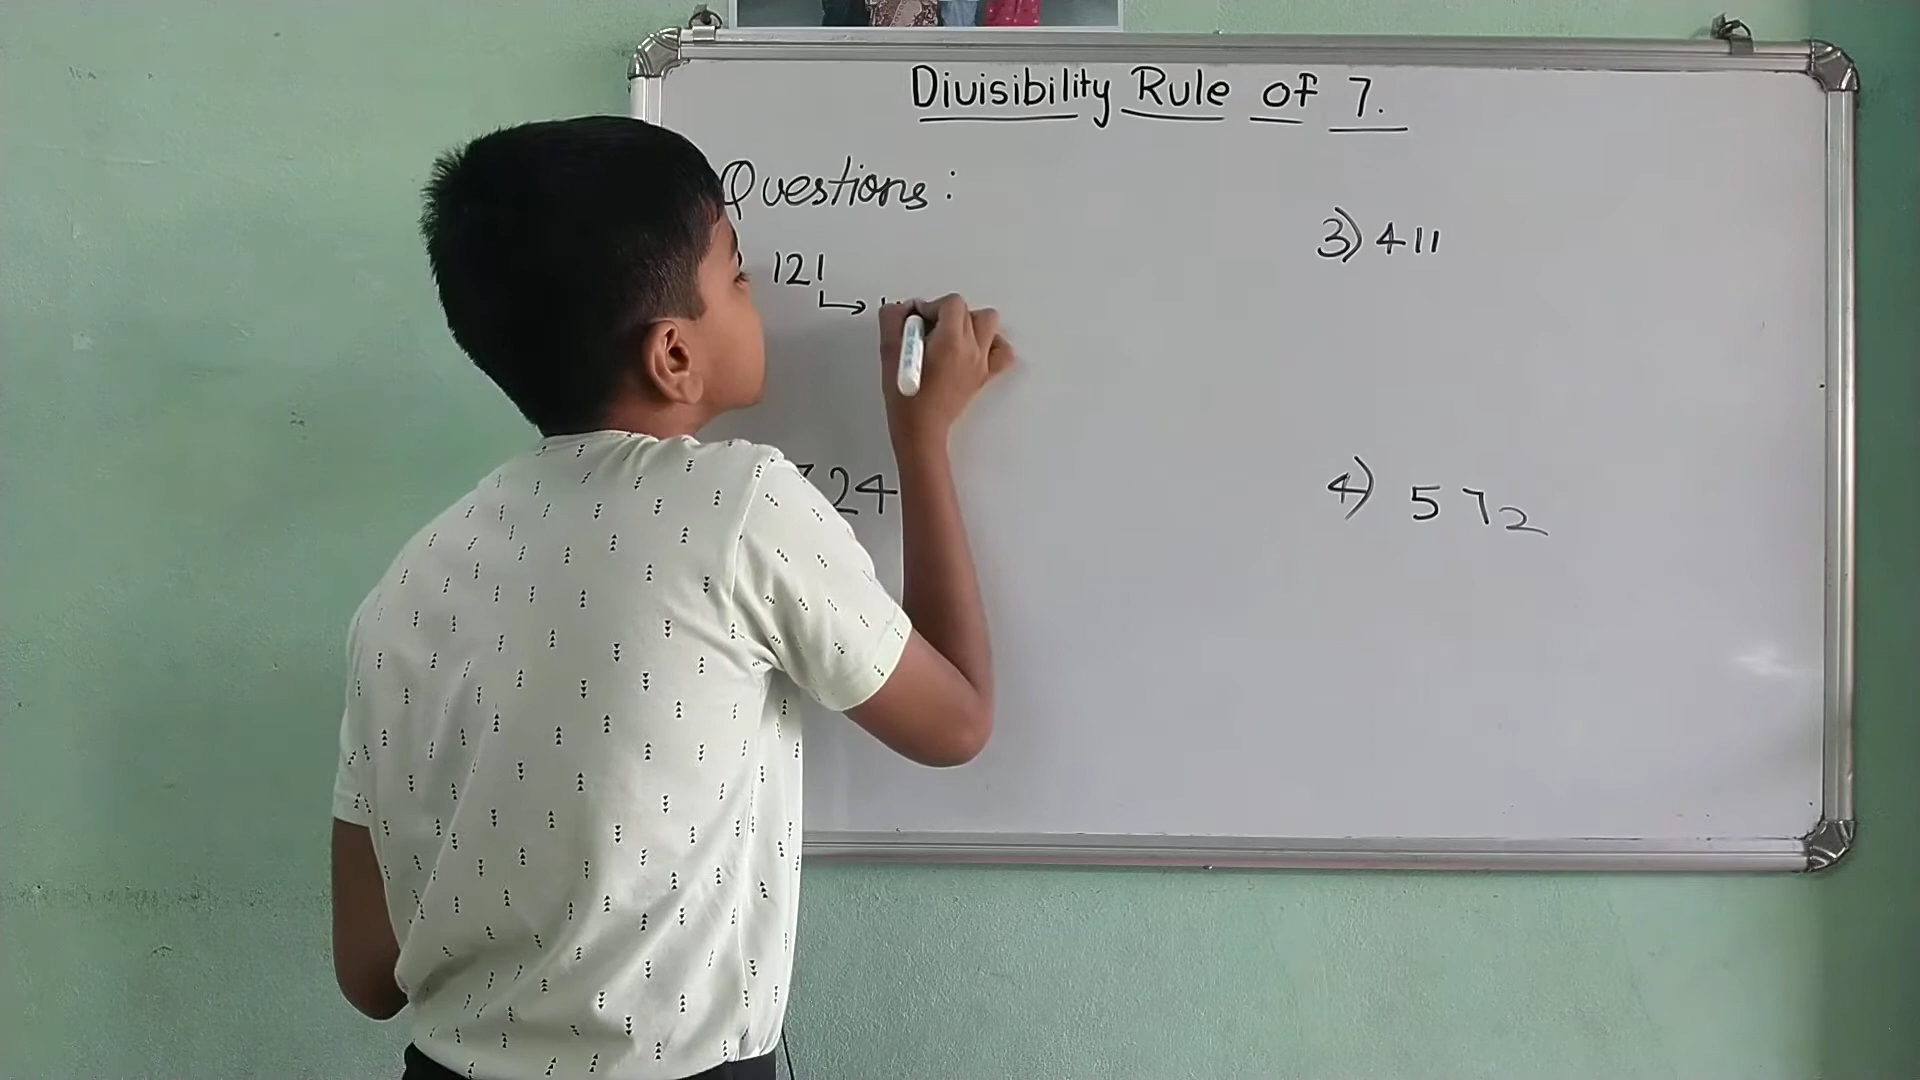 Divisibility Rule of 7.
Questions:
121
24
3) 411
4) 572